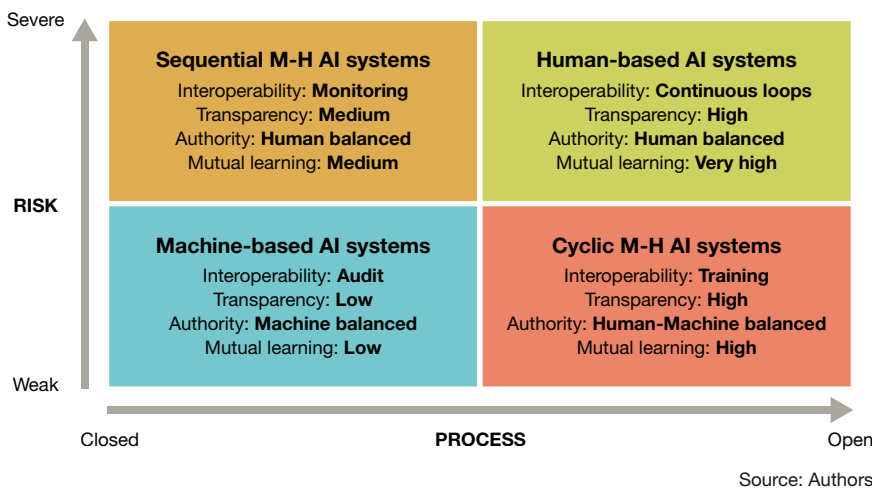 Severe
Sequential M-H AI systems
Interoperability: Monitoring
Transparency: Medium
Authority: Human balanced
Mutual learning: Medium
Human-based AI systems
Interoperability: Continuous loops
Transparency: High
Authority: Human balanced
Mutual learning: Very high
RISK
Machine-based AI systems
Interoperability: Audit
Transparency: Low
Authority: Machine balanced
Mutual learning: Low
Cyclic M-H AI systems
Interoperability: Training
Transparency: High
Authority: Human-Machine balanced
Mutual learning: High
Weak
Closed
PROCESS
Open
Source: Authors